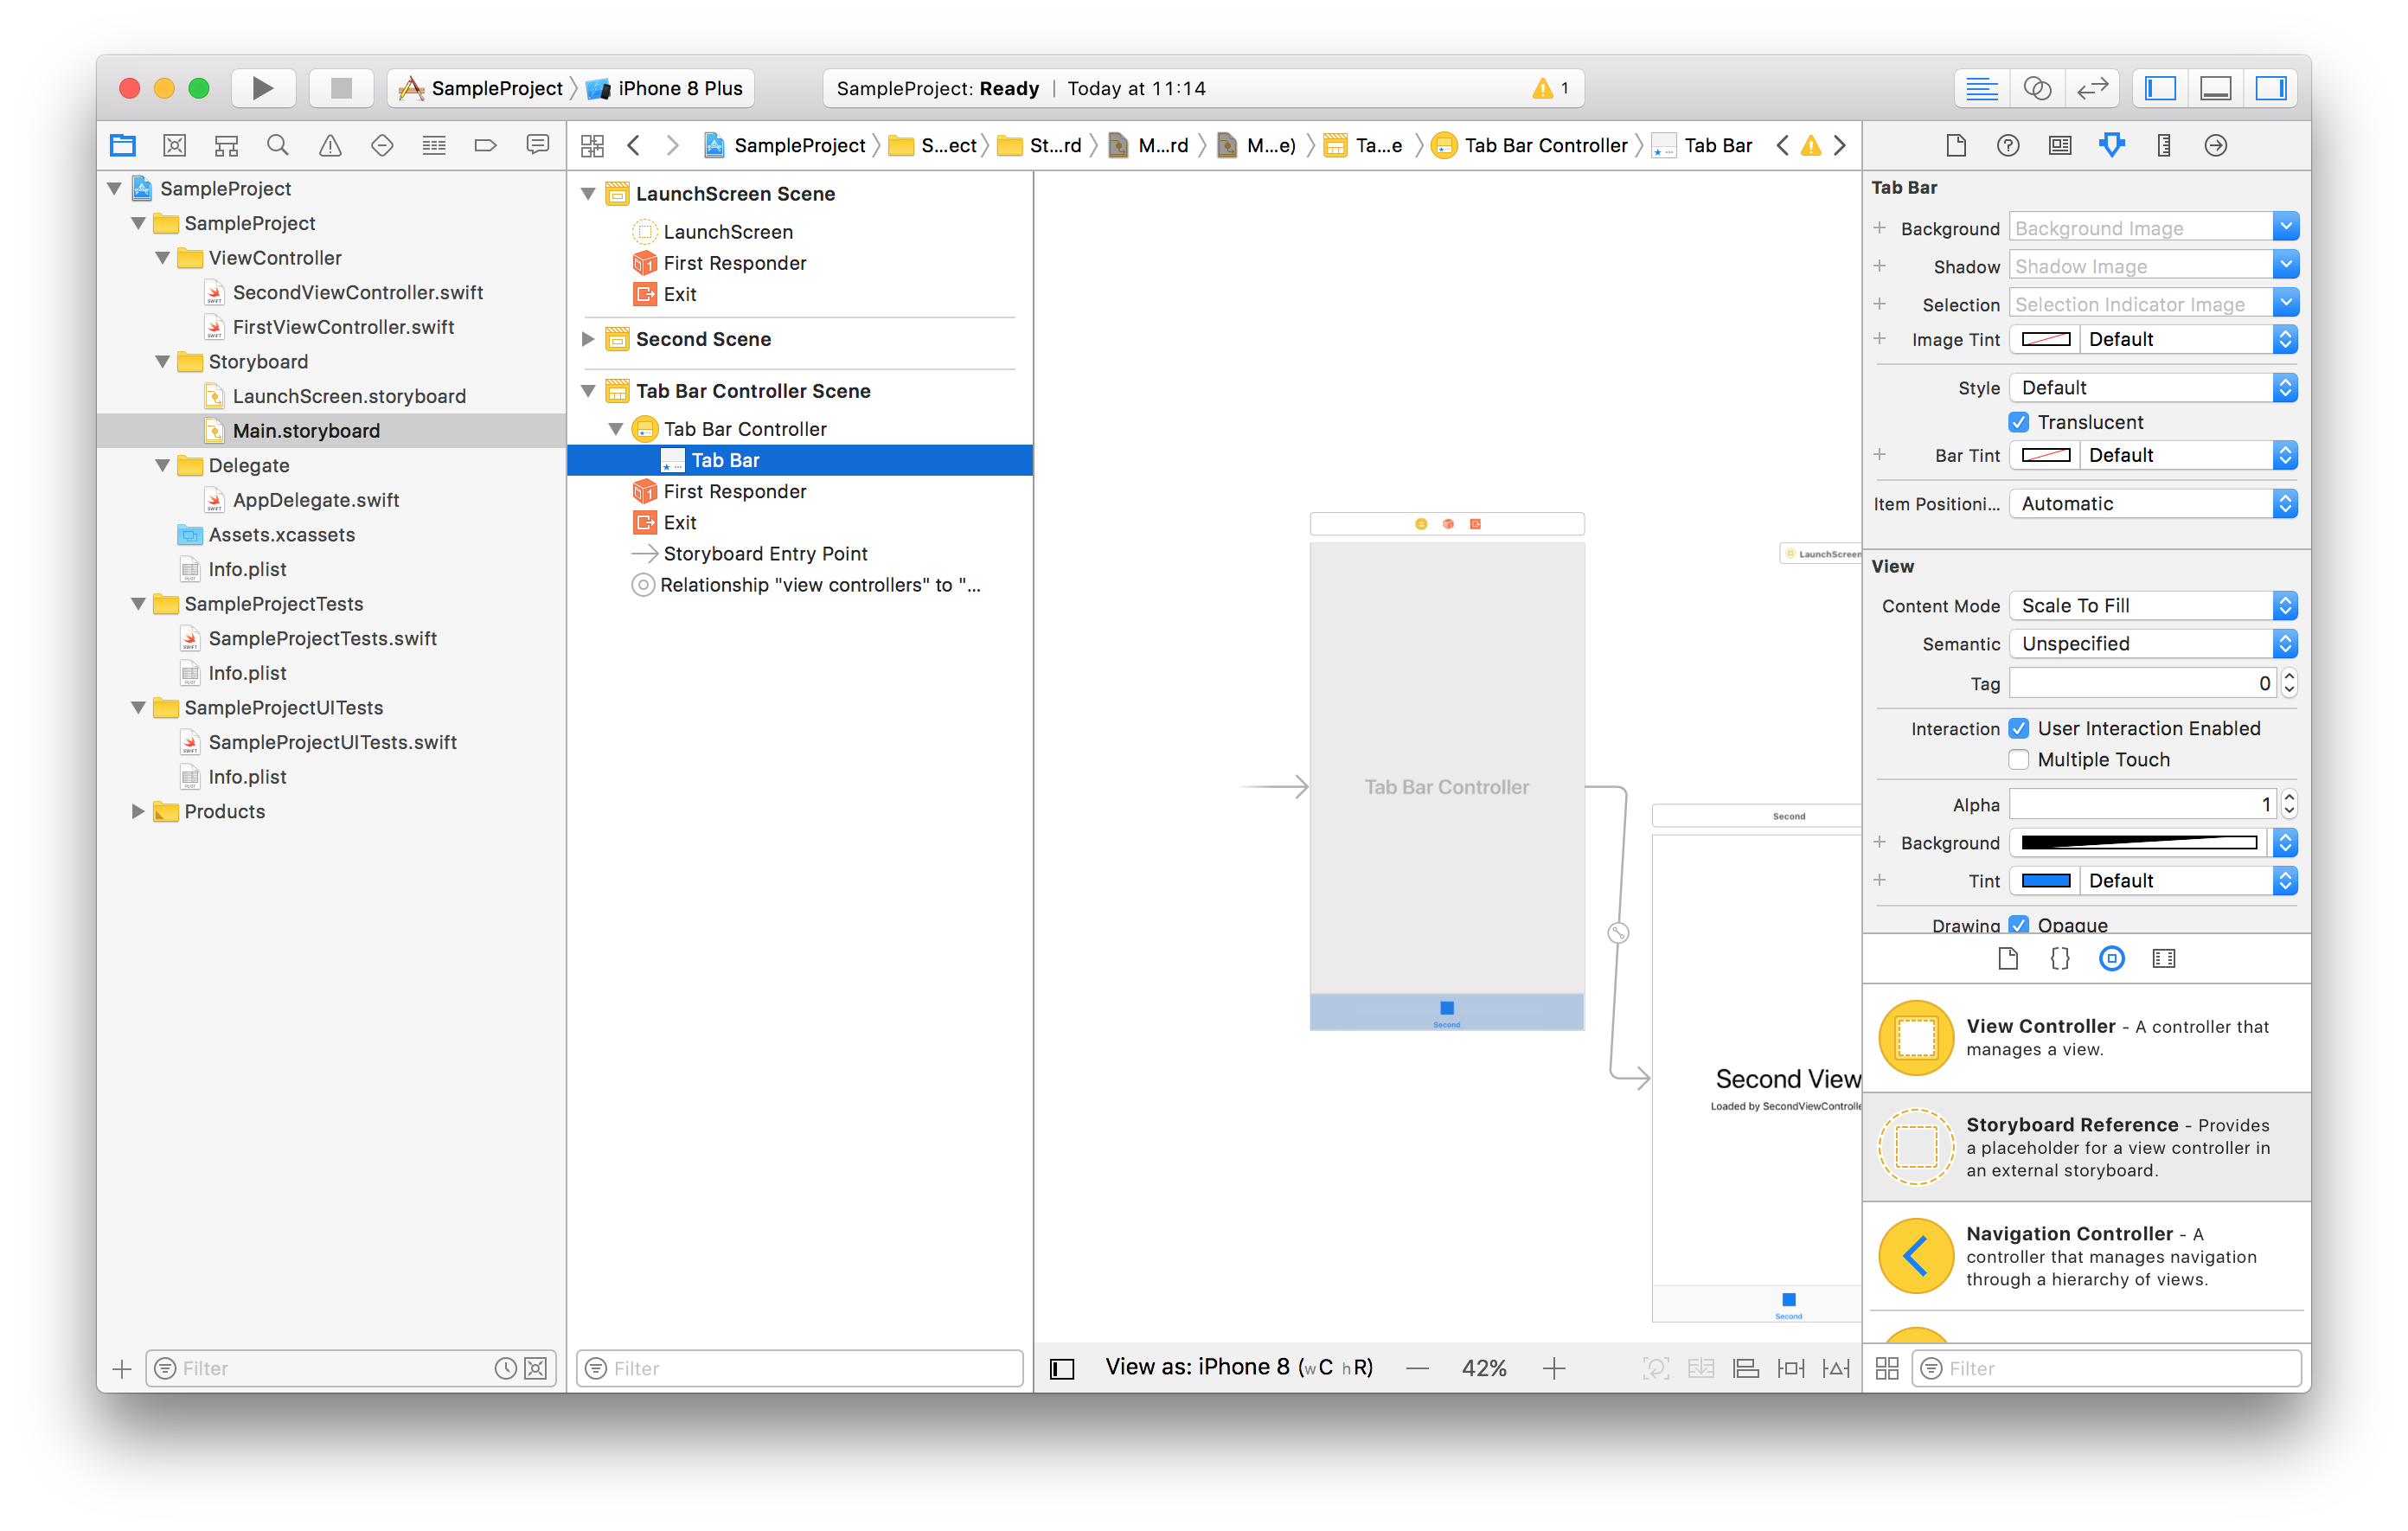 SampleProject
iPhone 8 Plus
SampleProject: Ready | Today at 11:14
1
SampleProject
S...ect
St...rd
M...rd
M...e)
Ta...e
Tab Bar Controller
Tab Bar
SampleProject
SampleProject
ViewController
SecondViewController.swift
FirstViewController.swift
Storyboard
LaunchScreen.storyboard
Main.storyboard
Delegate
AppDelegate.swift
Assets.xcassets
Info.plist
SampleProjectTests
SampleProjectTests.swift
Info.plist
SampleProjectUITests
SampleProjectUITests.swift
Info.plist
Products
Filter
LaunchScreen Scene
LaunchScreen
First Responder
Exit
Second Scene
Tab Bar Controller Scene
Tab Bar Controller
Tab Bar
First Responder
Exit
Storyboard Entry Point
Relationship "view controllers" to "...
Filter
Tab Bar Controller
Second
LaunchScreen
Second
Second View
Loaded by SecondViewControlle
Second
View as: iPhone 8 (wC hR)
42%
Tab Bar
Background
Background Image
Shadow
Shadow Image
Selection
Selection Indicator Image
Image Tint
Default
Style
Default
Translucent
Bar Tint
Default
Item Positioni...
Automatic
View
Content Mode
Scale To Fill
Semantic
Unspecified
Tag
0
Interaction
User Interaction Enabled
Multiple Touch
Alpha
1
Background
Tint
Default
Drawing
Opaque
View Controller - A controller that
manages a view.
Storyboard Reference - Provides
a placeholder for a view controller in
an external storyboard.
Navigation Controller - A
controller that manages navigation
through a hierarchy of views.
Filter